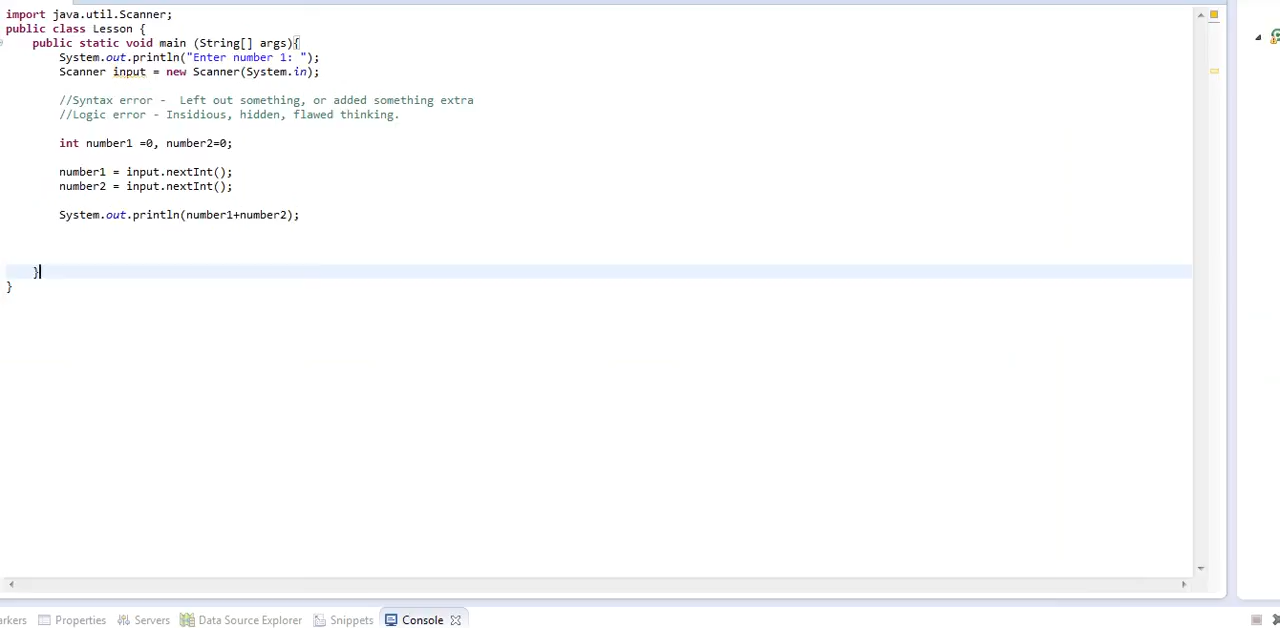 import java.util.Scanner;
public class Lesson {
public static void main (String[] args){
System.out.println("Enter number 1: ");
Scanner input = new Scanner(System.in);
//Syntax error -  Left out something, or added something extra
//Logic error - Insidious, hidden, flawed thinking.
int number1 =0, number2=0;
number1 = input.nextInt();
number2 = input.nextInt();
System.out.println(number1+number2);
}
}
arkers Properties Servers Data Source Explorer Snippets Console